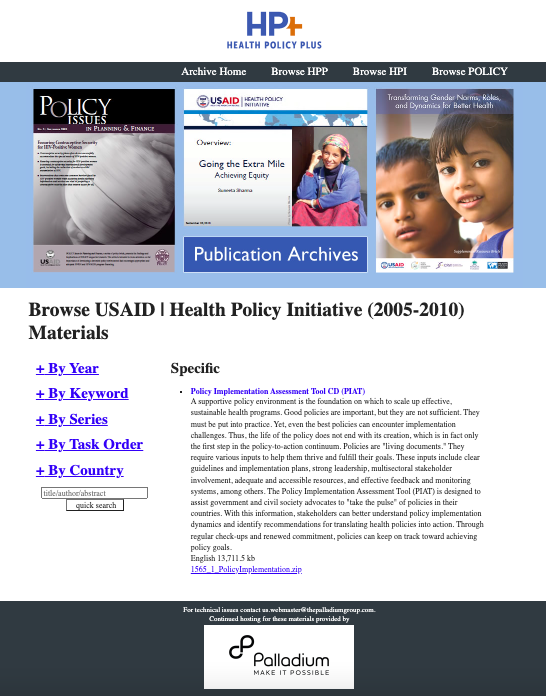 HP+
HEALTH POLICY PLUS
Archive Home Browse HPP Browse HPI Browse POLICY
POLICY
ISSUES
IN PLANNING & FINANCE
Ensuring Contraceptive Security
for HIV-Positive Women
USAID HEALTH POLICY
INITIATIVE
Overview:
Going the Extra Mile
Achieving Equity
Suneeta Sharma
Publication Archives
Transforming Gender Norms, Roles,
and Dynamics for Better Health
USAID
Browse USAID | Health Policy Initiative (2005-2010)
Materials
+ By Year
+ By Keyword
+ By Series
+ By Task Order
+ By Country
title/author/abstract
quick search
Specific
• Policy Implementation Assessment Tool CD (PIAT)
A supportive policy environment is the foundation on which to scale up effective,
sustainable health programs. Good policies are important, but they are not sufficient. They
must be put into practice. Yet, even the best policies can encounter implementation
challenges. Thus, the life of the policy does not end with its creation, which is in fact only
the first step in the policy-to-action continuum. Policies are "living documents." They
require various inputs to help them thrive and fulfill their goals. These inputs include clear
guidelines and implementation plans, strong leadership, multisectoral stakeholder
involvement, adequate and accessible resources, and effective feedback and monitoring
systems, among others. The Policy Implementation Assessment Tool (PIAT) is designed to
assist government and civil society advocates to "take the pulse" of policies in their
countries. With this information, stakeholders can better understand policy implementation
dynamics and identify recommendations for translating health policies into action. Through
regular check-ups and renewed commitment, policies can keep on track toward achieving
policy goals.
English 13,711.5 kb
1565_1_PolicyImplementation.zip
For technical issues contact us.webmaster@thepalladiumgroup.com.
Continued hosting for these materials provided by
Palladium
MAKE IT POSSIBLE